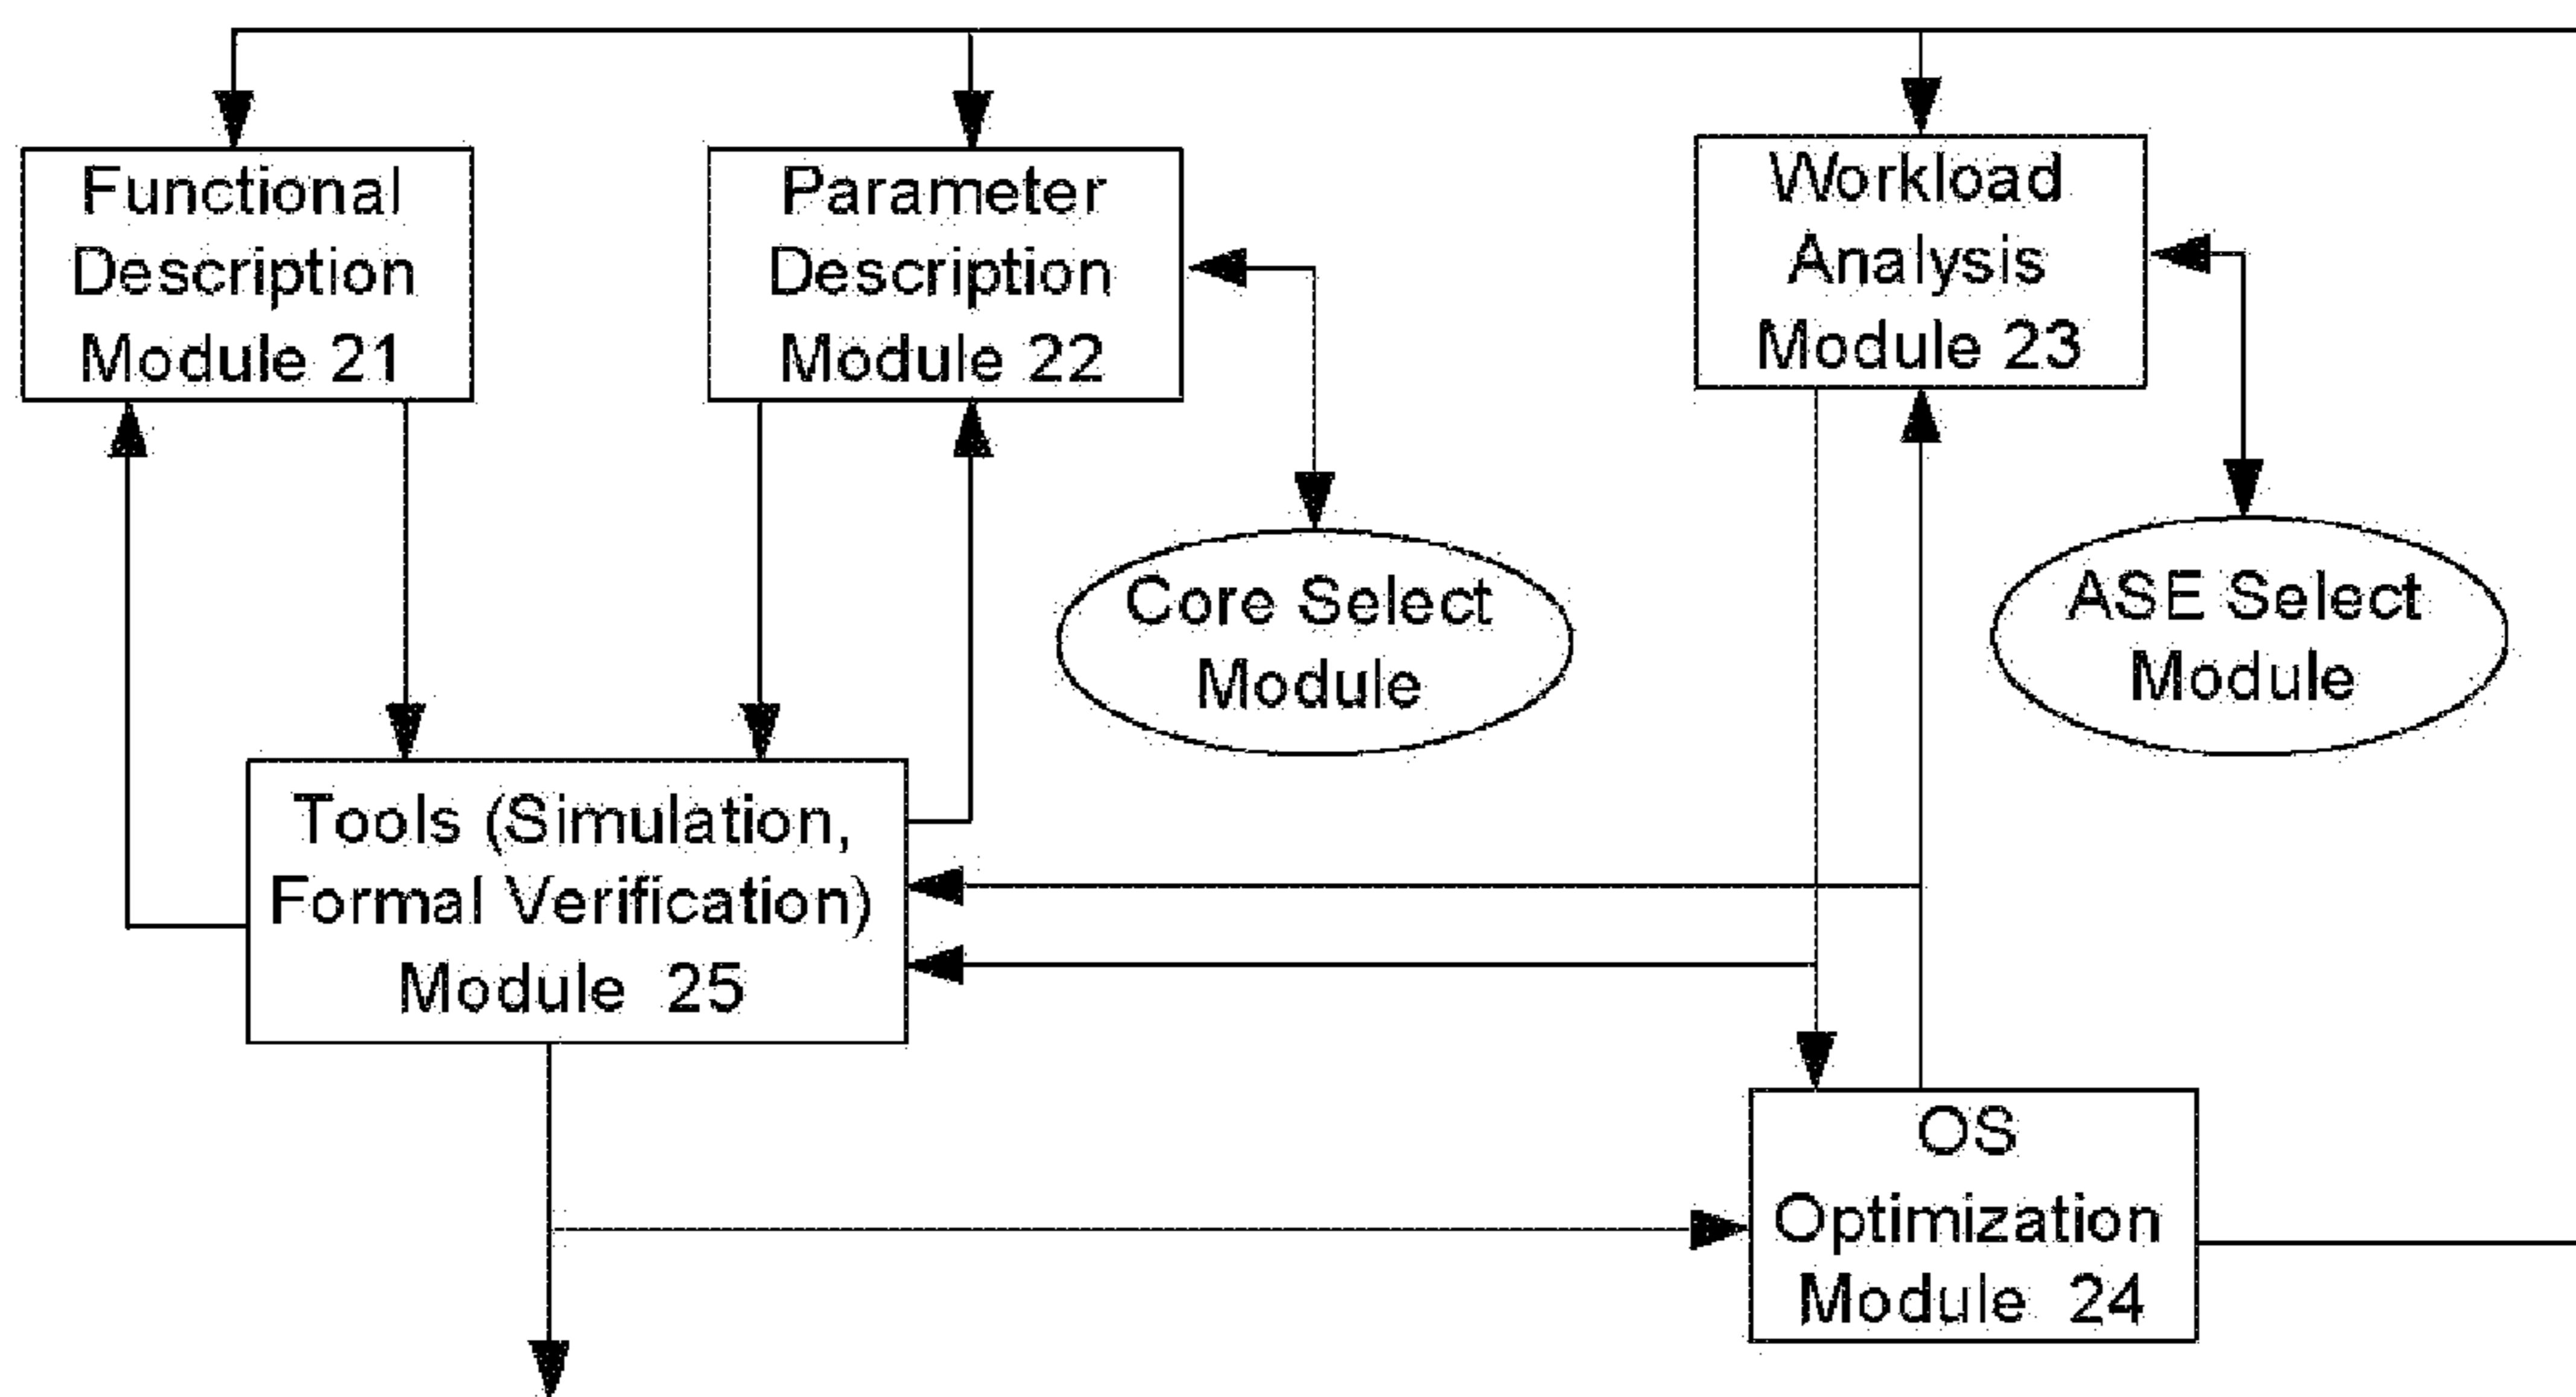 Functional
Description
Module 21
Parameter
Description
Module 22
Workload
Analysis
Module 23
Core Select
Module
ASE Select
Module
Tools (Simulation,
Formal Verification)
Module 25
OS
Optimization
Module 24